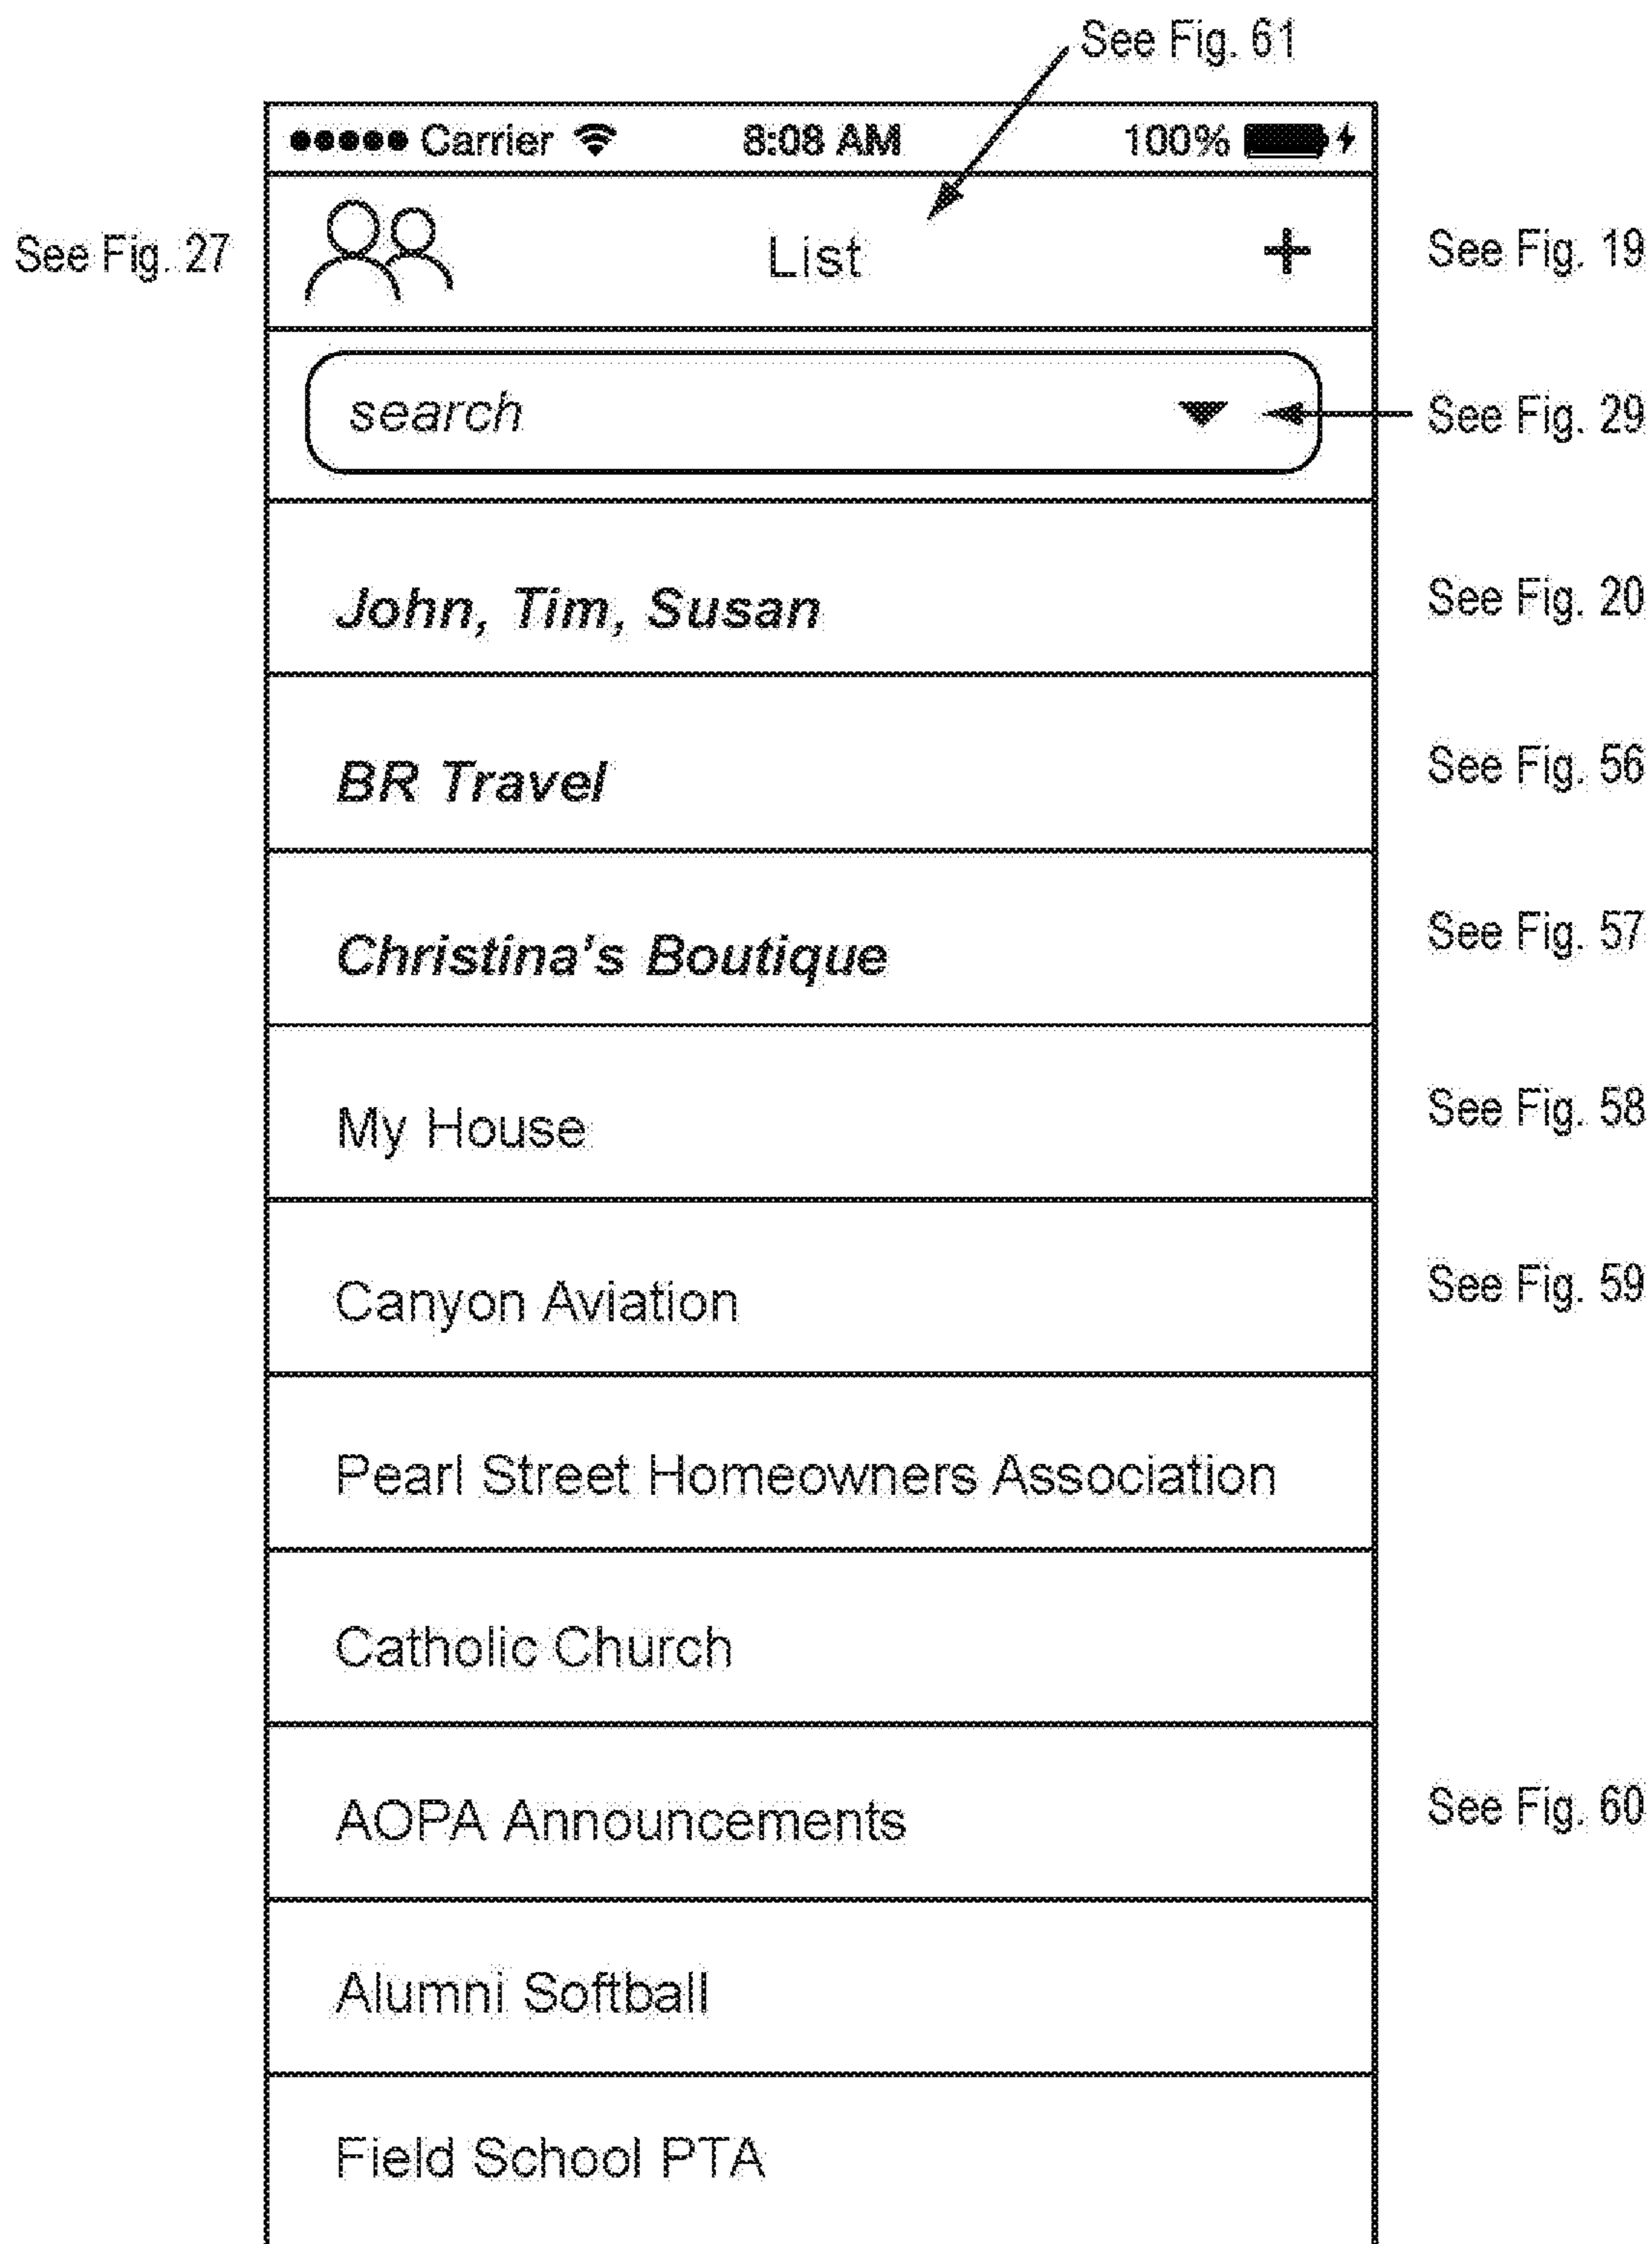 See Fig. 61
Carrier 8:08 AM 100%
See Fig. 27 List + See Fig. 19
search See Fig. 29
John, Tim, Susan See Fig. 20
BR Travel See Fig. 56
Christina's Boutique See Fig. 57
My House See Fig. 58
Canyon Aviation See Fig. 59
Pearl Street Homeowners Association
Catholic Church
AOPA Announcements See Fig. 60
Alumni Softball
Field School PTA